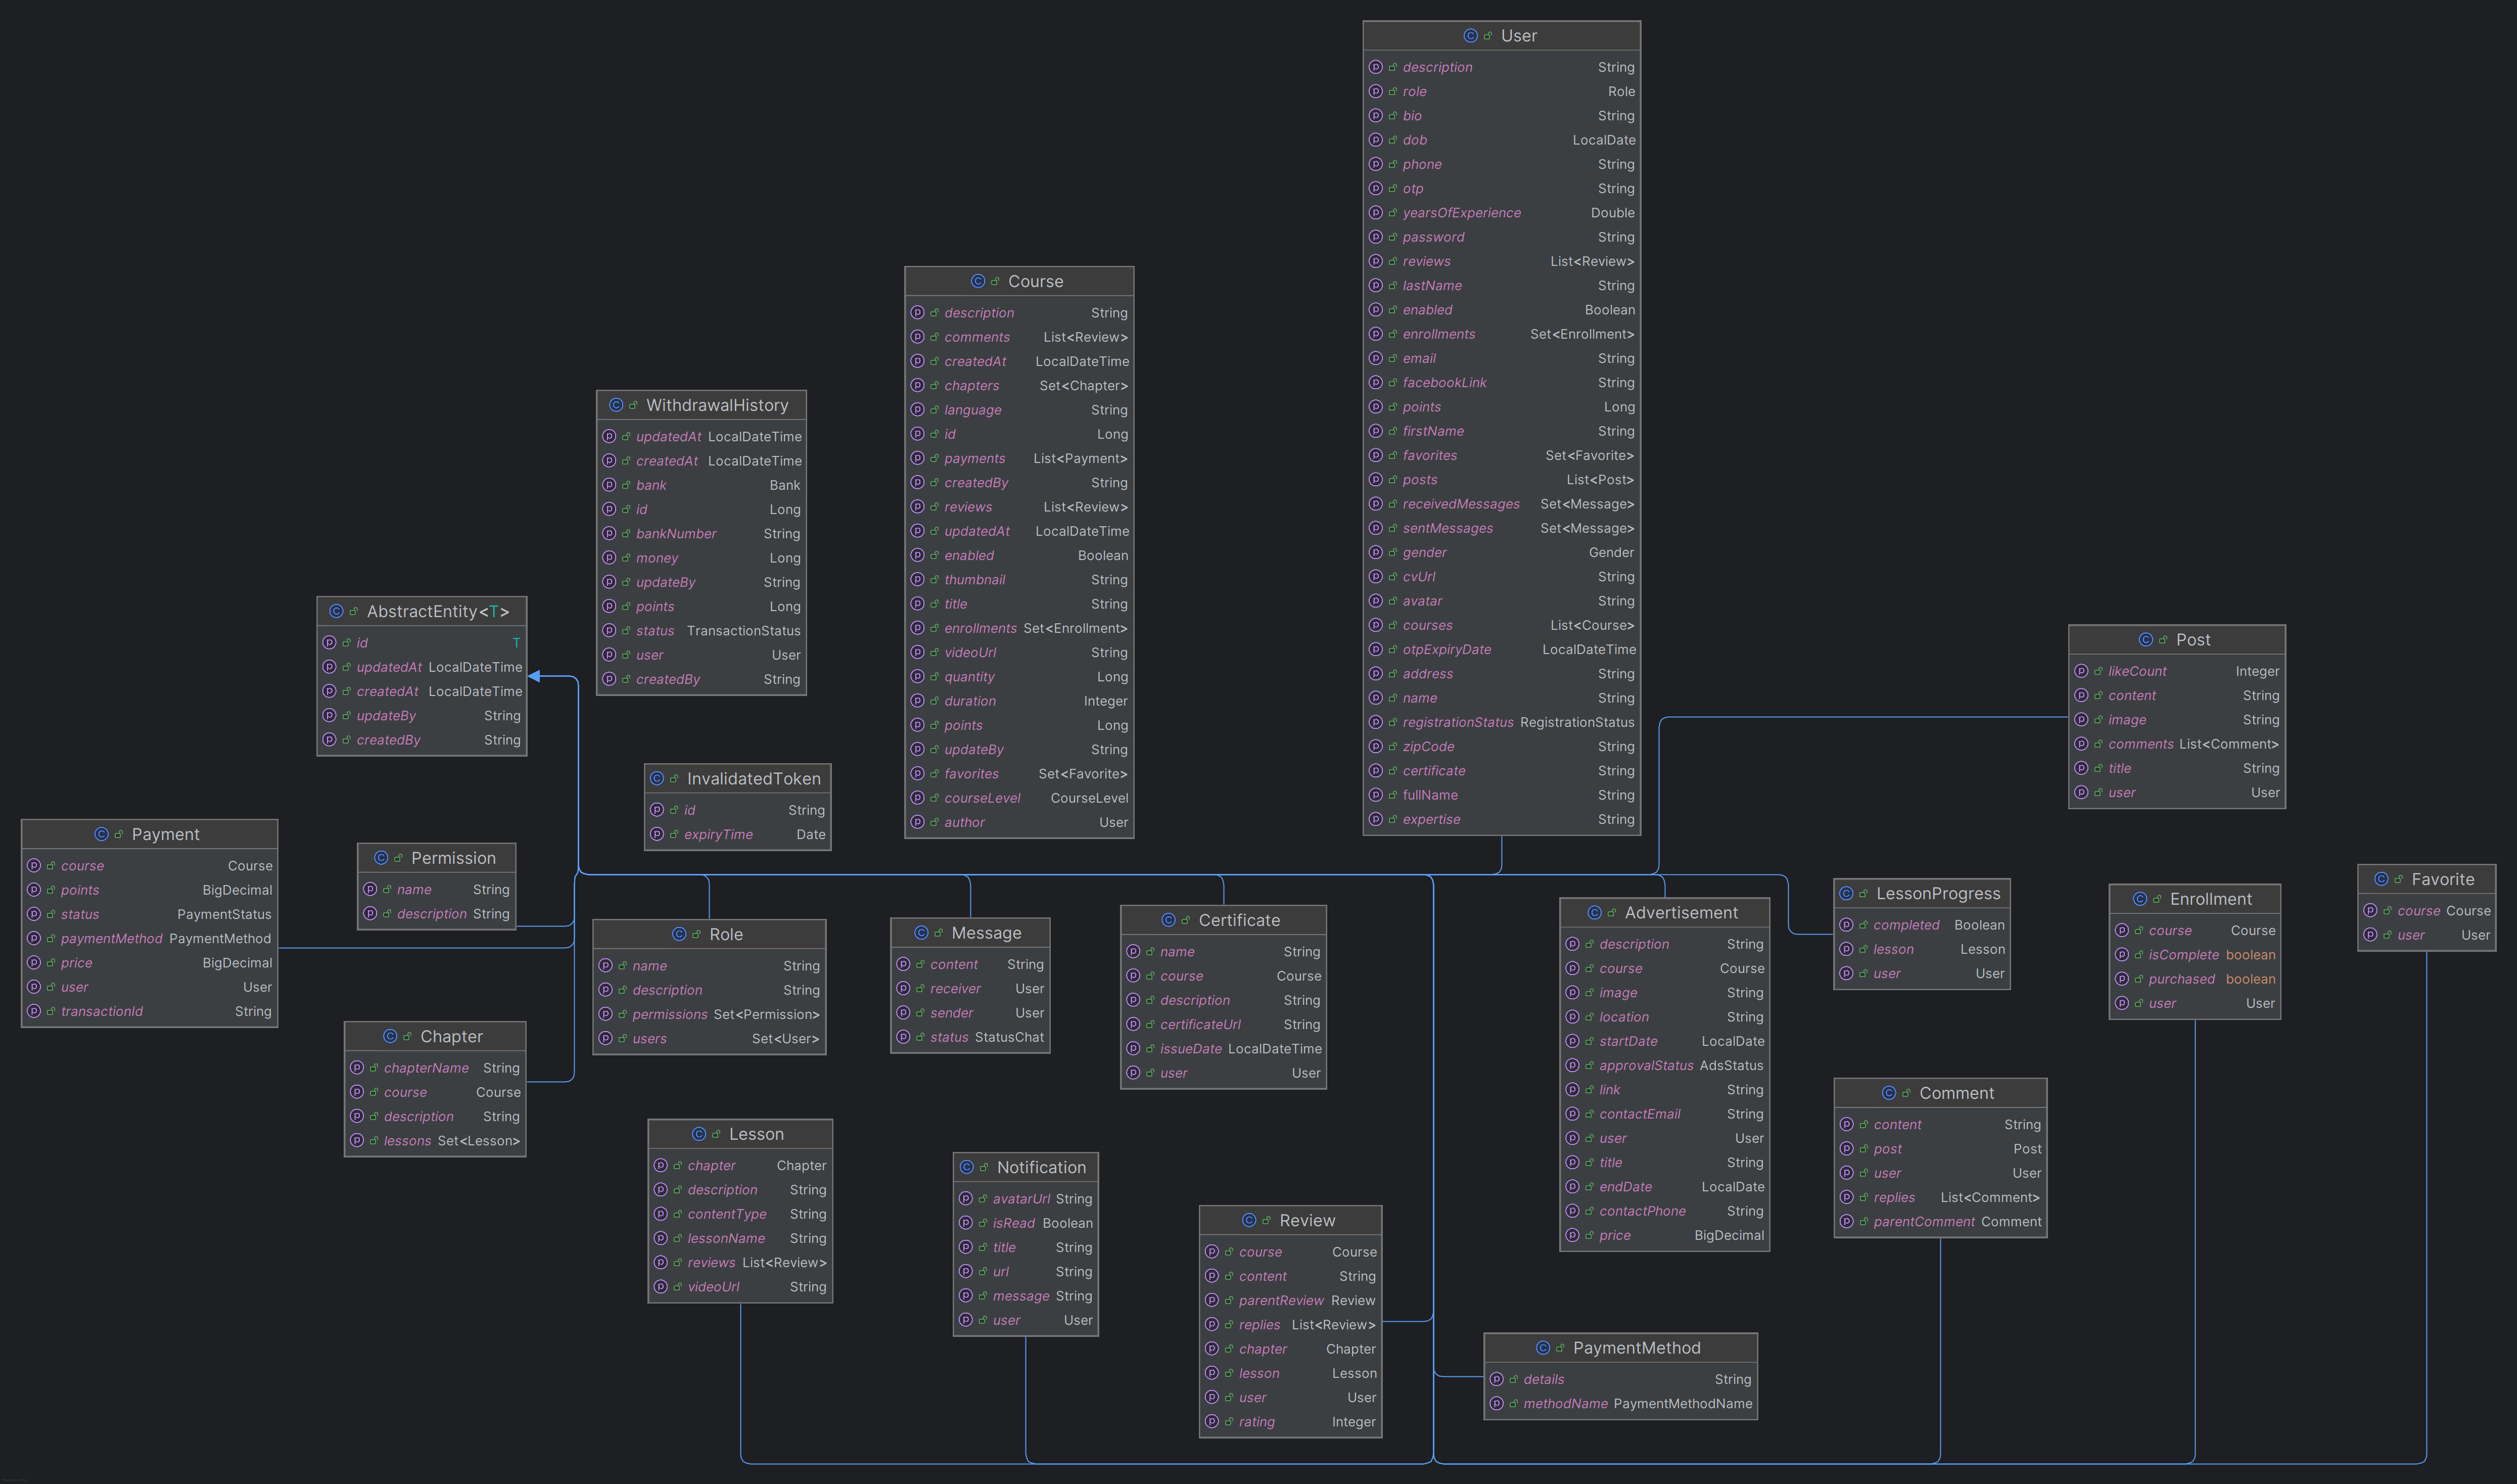 User
description String
role Role
bio String
dob LocalDate
phone String
otp String
yearsOfExperience Double
password String
reviews List<Review>
lastName String
enabled Boolean
enrollments Set<Enrollment>
email String
facebookLink String
points Long
firstName String
favorites Set<Favorite>
posts List<Post>
receivedMessages Set<Message>
sentMessages Set<Message>
gender Gender
cvUrl String
avatar String
courses List<Course>
otpExpiryDate LocalDateTime
address String
name String
registrationStatus RegistrationStatus
zipCode String
certificate String
fullName String
expertise String
Course
description String
comments List<Review>
createdAt LocalDateTime
chapters Set<Chapter>
language String
id Long
payments List<Payment>
createdBy String
reviews List<Review>
updatedAt LocalDateTime
enabled Boolean
thumbnail String
title String
enrollments Set<Enrollment>
videoUrl String
quantity Long
duration Integer
points Long
updateBy String
favorites Set<Favorite>
courseLevel CourseLevel
author User
WithdrawalHistory
updatedAt LocalDateTime
createdAt LocalDateTime
bank Bank
id Long
bankNumber String
money Long
updateBy String
points Long
status TransactionStatus
user User
createdBy String
AbstractEntity<T>
id T
updatedAt LocalDateTime
createdAt LocalDateTime
updateBy String
createdBy String
Post
likeCount Integer
content String
image String
comments List<Comment>
title String
user User
InvalidatedToken
id String
expiryTime Date
Payment
course Course
points BigDecimal
status PaymentStatus
paymentMethod PaymentMethod
price BigDecimal
user User
transactionId String
Permission
name String
description String
Role
name String
description String
permissions Set<Permission>
users Set<User>
Message
content String
receiver User
sender User
status StatusChat
Certificate
name String
course Course
description String
certificateUrl String
issueDate LocalDateTime
user User
Advertisement
description String
course Course
image String
location String
startDate LocalDate
approvalStatus AdsStatus
link String
contactEmail String
user User
title String
endDate LocalDate
contactPhone String
price BigDecimal
LessonProgress
completed Boolean
lesson Lesson
user User
Enrollment
course Course
isComplete boolean
purchased boolean
user User
Favorite
course Course
user User
Chapter
chapterName String
course Course
description String
lessons Set<Lesson>
Lesson
chapter Chapter
description String
contentType String
lessonName String
reviews List<Review>
videoUrl String
Notification
avatarUrl String
isRead Boolean
title String
url String
message String
user User
Review
course Course
content String
parentReview Review
replies List<Review>
chapter Chapter
lesson Lesson
user User
rating Integer
Comment
content String
post Post
user User
replies List<Comment>
parentComment Comment
PaymentMethod
details String
methodName PaymentMethodName